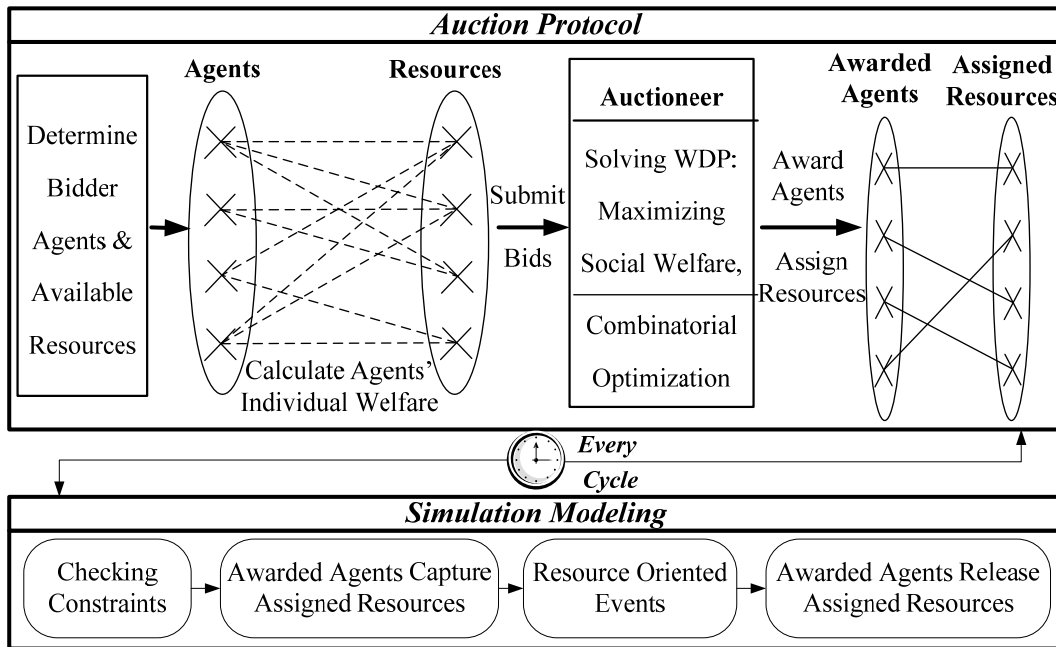 Auction Protocol
Determine
Bidder
Agents &
Available
Resources
Agents
Resources
Calculate Agents’
Individual Welfare
Submit
Bids
Auctioneer
Solving WDP:
Maximizing
Social Welfare,
Combinatorial
Optimization
Award
Agents
Assign
Resources
Awarded
Agents
Assigned
Resources
Every
Cycle
Simulation Modeling
Checking
Constraints
Awarded Agents Capture
Assigned Resources
Resource Oriented
Events
Awarded Agents Release
Assigned Resources